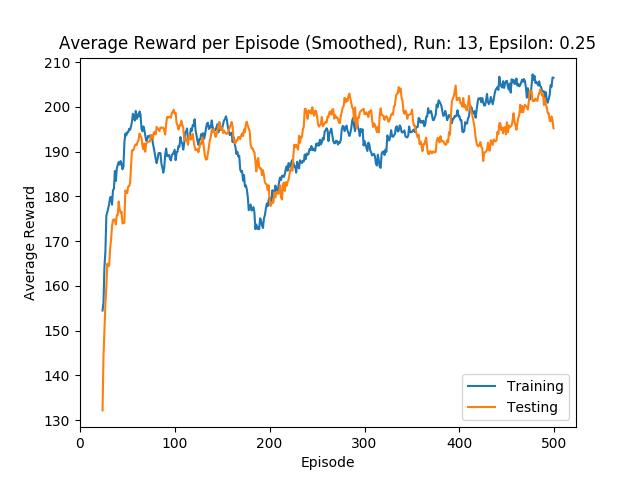 Average Reward per Episode (Smoothed), Run: 13, Epsilon: 0.25
210
200
190
180
170
160
150
140
130
Average Reward
0 100 200 300 400 500
Episode
Training
Testing